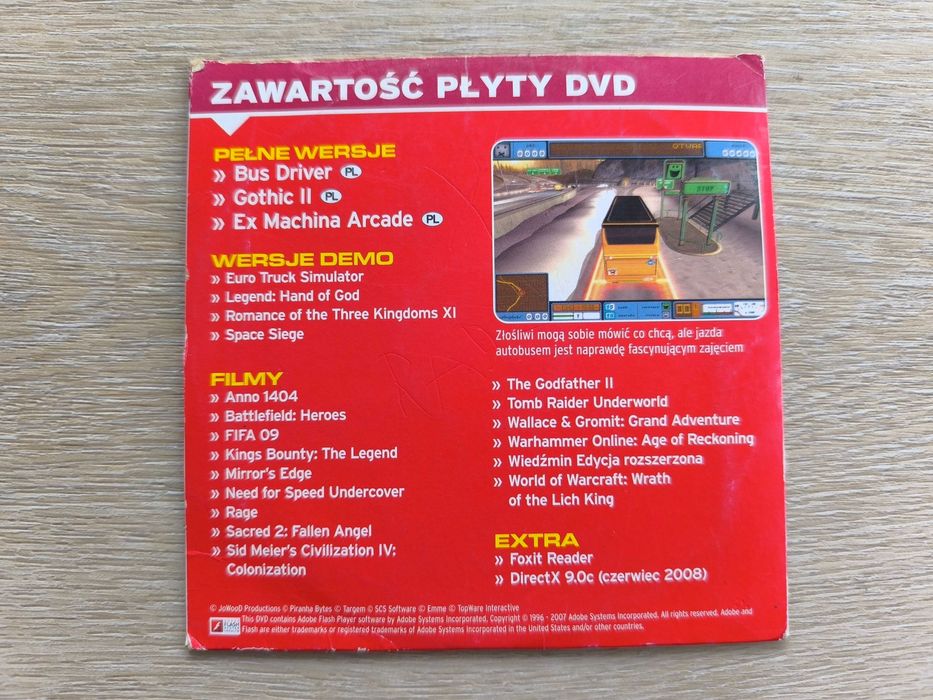 ZAWARTOŚĆ PŁYTY DVD
PEŁNE WERSJE
» Bus Driver PL
» Gothic II PL
» Ex Machina Arcade PL
WERSJE DEMO
» Euro Truck Simulator
» Legend: Hand of God
» Romance of the Three Kingdoms XI
» Space Siege
STOP
Złośliwi mogą sobie mówić co chcą, ale jazda
autobusem jest naprawdę fascynującym zajęciem
FILMY
» Anno 1404
» Battlefield: Heroes
» FIFA 09
» Kings Bounty: The Legend
» Mirror's Edge
» Need for Speed Undercover
» Rage
» Sacred 2: Fallen Angel
» Sid Meier's Civilization IV:
Colonization
» The Godfather II
» Tomb Raider Underworld
» Wallace & Gromit: Grand Adventure
» Warhammer Online: Age of Reckoning
» Wiedźmin Edycja rozszerzona
» World of Warcraft: Wrath
of the Lich King
EXTRA
» Foxit Reader
» DirectX 9.0c (czerwiec 2008)
© JoWooD Productions © Piranha Bytes © Targem © SCS Software © Emme © TopWare Interactive
This DVD contains Adobe Flash Player software by Adobe Systems Incorporated, Copyright © 1996 - 2007 Adobe Systems Incorporated. All rights reserved. Adobe and
Flash are either trademarks or registered trademarks of Adobe Systems Incorporated in the United States and/or other countries.